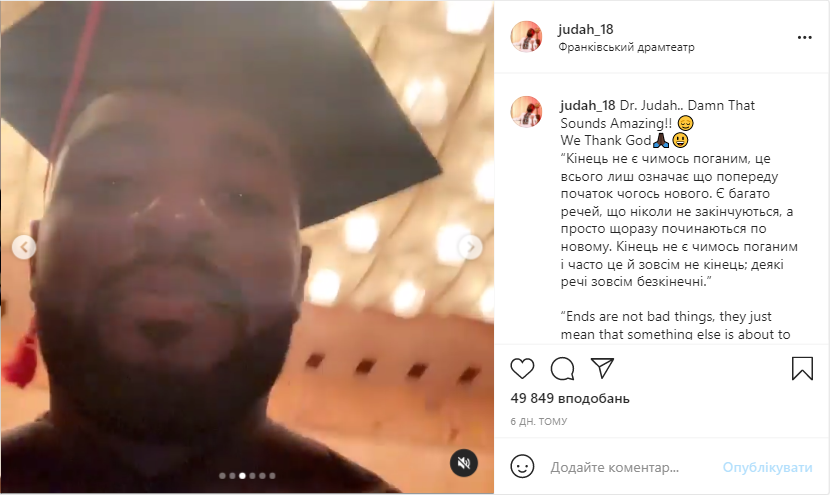 judah_18
Франківський драмтеатр
judah_18 Dr. Judah.. Damn That
Sounds Amazing!! 😌
We Thank God🙏🏿😃
“Кінець не є чимось поганим, це
всього лиш означає що попереду
початок чогось нового. Є багато
речей, що ніколи не закінчуються, а
просто щоразу починаються по
новому. Кінець не є чимось поганим
і часто це й зовсім не кінець; деякі
речі зовсім безкінечні.”
“Ends are not bad things, they just
mean that something else is about to
49 849 вподобань
6 ДН. ТОМУ
Додайте коментар...
Опублікувати